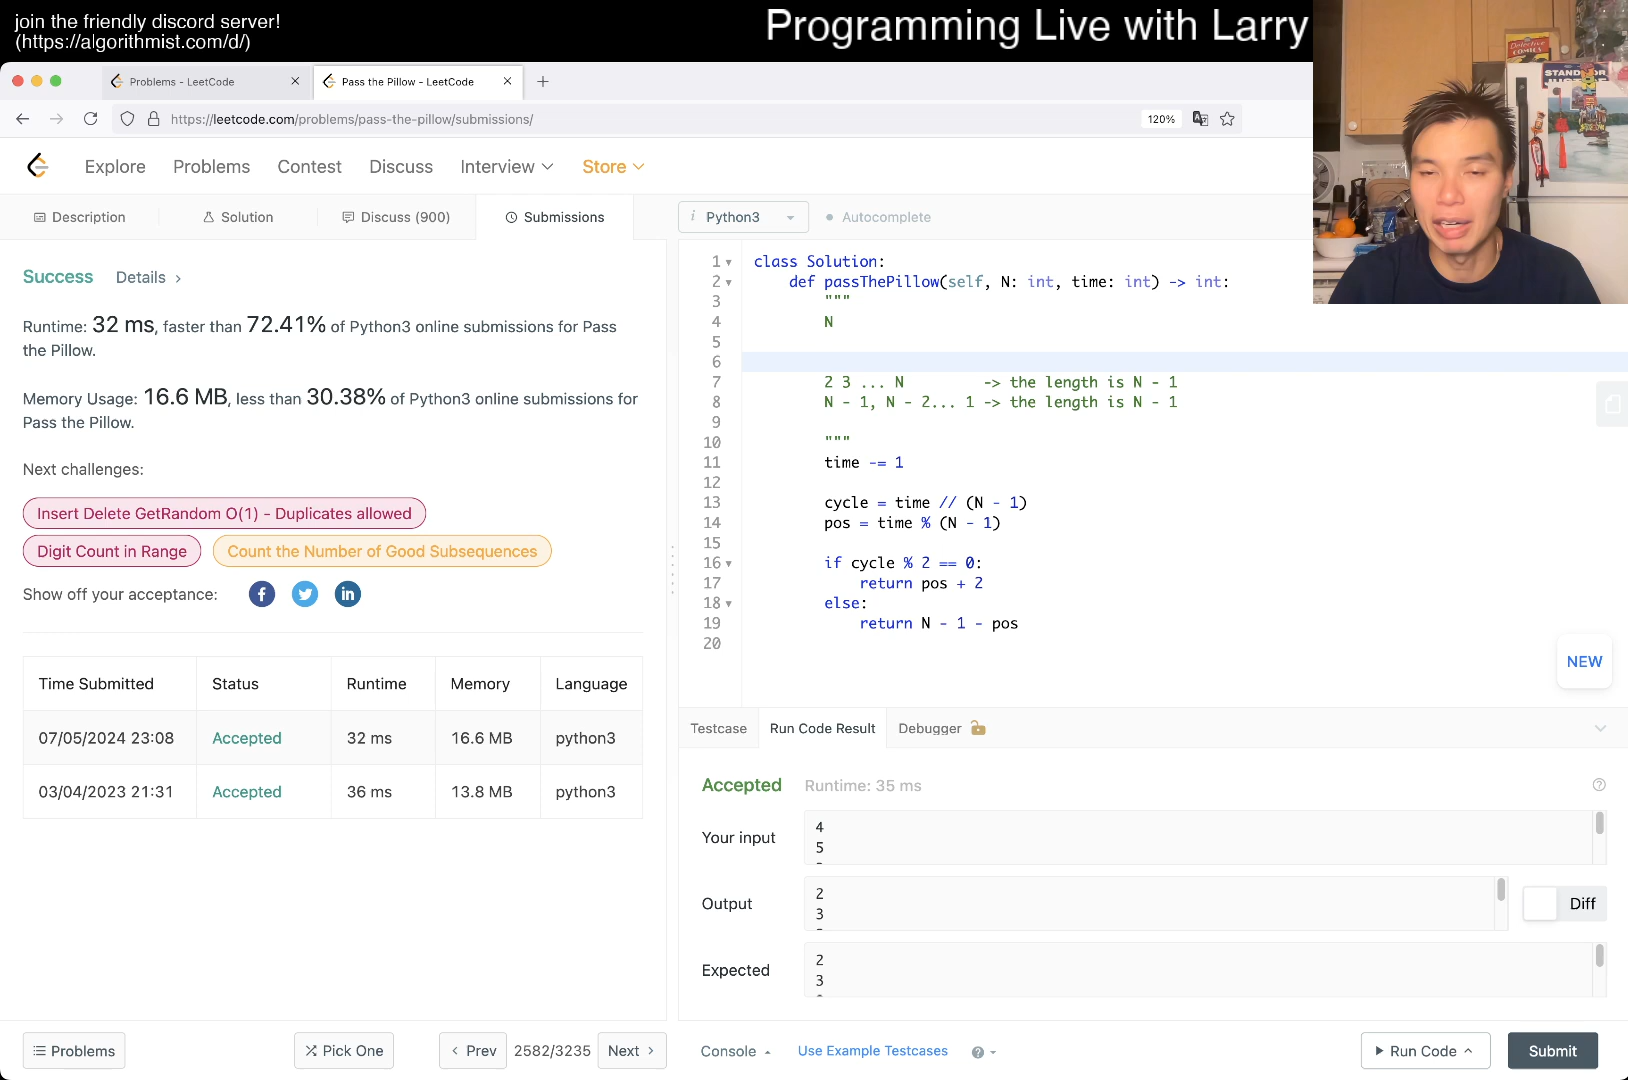 join the friendly discord server!
(https://algorithmist.com/d/)
Programming Live with Larry
Problems - LeetCode
Pass the Pillow - LeetCode
https://leetcode.com/problems/pass-the-pillow/submissions/
120%
Explore
Problems
Contest
Discuss
Interview
Store
Description
Solution
Discuss (900)
Submissions
i Python3
Autocomplete
Success
Details
Runtime: 32 ms, faster than 72.41% of Python3 online submissions for Pass
the Pillow.
Memory Usage: 16.6 MB, less than 30.38% of Python3 online submissions for
Pass the Pillow.
Next challenges:
Insert Delete GetRandom O(1) - Duplicates allowed
Digit Count in Range
Count the Number of Good Subsequences
Show off your acceptance:
Time Submitted Status Runtime Memory Language
07/05/2024 23:08 Accepted 32 ms 16.6 MB python3
03/04/2023 21:31 Accepted 36 ms 13.8 MB python3
1 class Solution:
2 def passThePillow(self, N: int, time: int) -> int:
3 """
4 N
5
6
7 2 3 ... N -> the length is N - 1
8 N - 1, N - 2... 1 -> the length is N - 1
9
10 """
11 time -= 1
12
13 cycle = time // (N - 1)
14 pos = time % (N - 1)
15
16 if cycle % 2 == 0:
17 return pos + 2
18 else:
19 return N - 1 - pos
20
NEW
Testcase
Run Code Result
Debugger
Accepted
Runtime: 35 ms
Your input
4
5
Output
2
3
Diff
Expected
2
3
Problems
Pick One
Prev
2582/3235
Next
Console
Use Example Testcases
Run Code
Submit